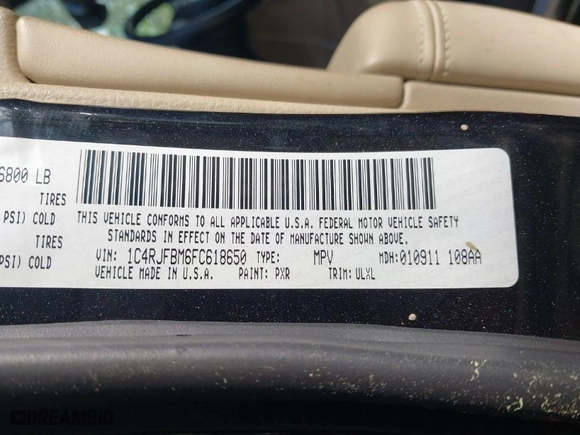 6800 LB
TIRES
PSI) COLD
TIRES
PSI) COLD
THIS VEHICLE CONFORMS TO ALL APPLICABLE U.S.A. FEDERAL MOTOR VEHICLE SAFETY
STANDARDS IN EFFECT ON THE DATE OF MANUFACTURE SHOWN ABOVE.
VIN: 1C4RJFBM6FC618650 TYPE: MPV MDH: 010911 108AA
VEHICLE MADE IN U.S.A. PAINT: PXR TRIM: ULXL
DREAMBID